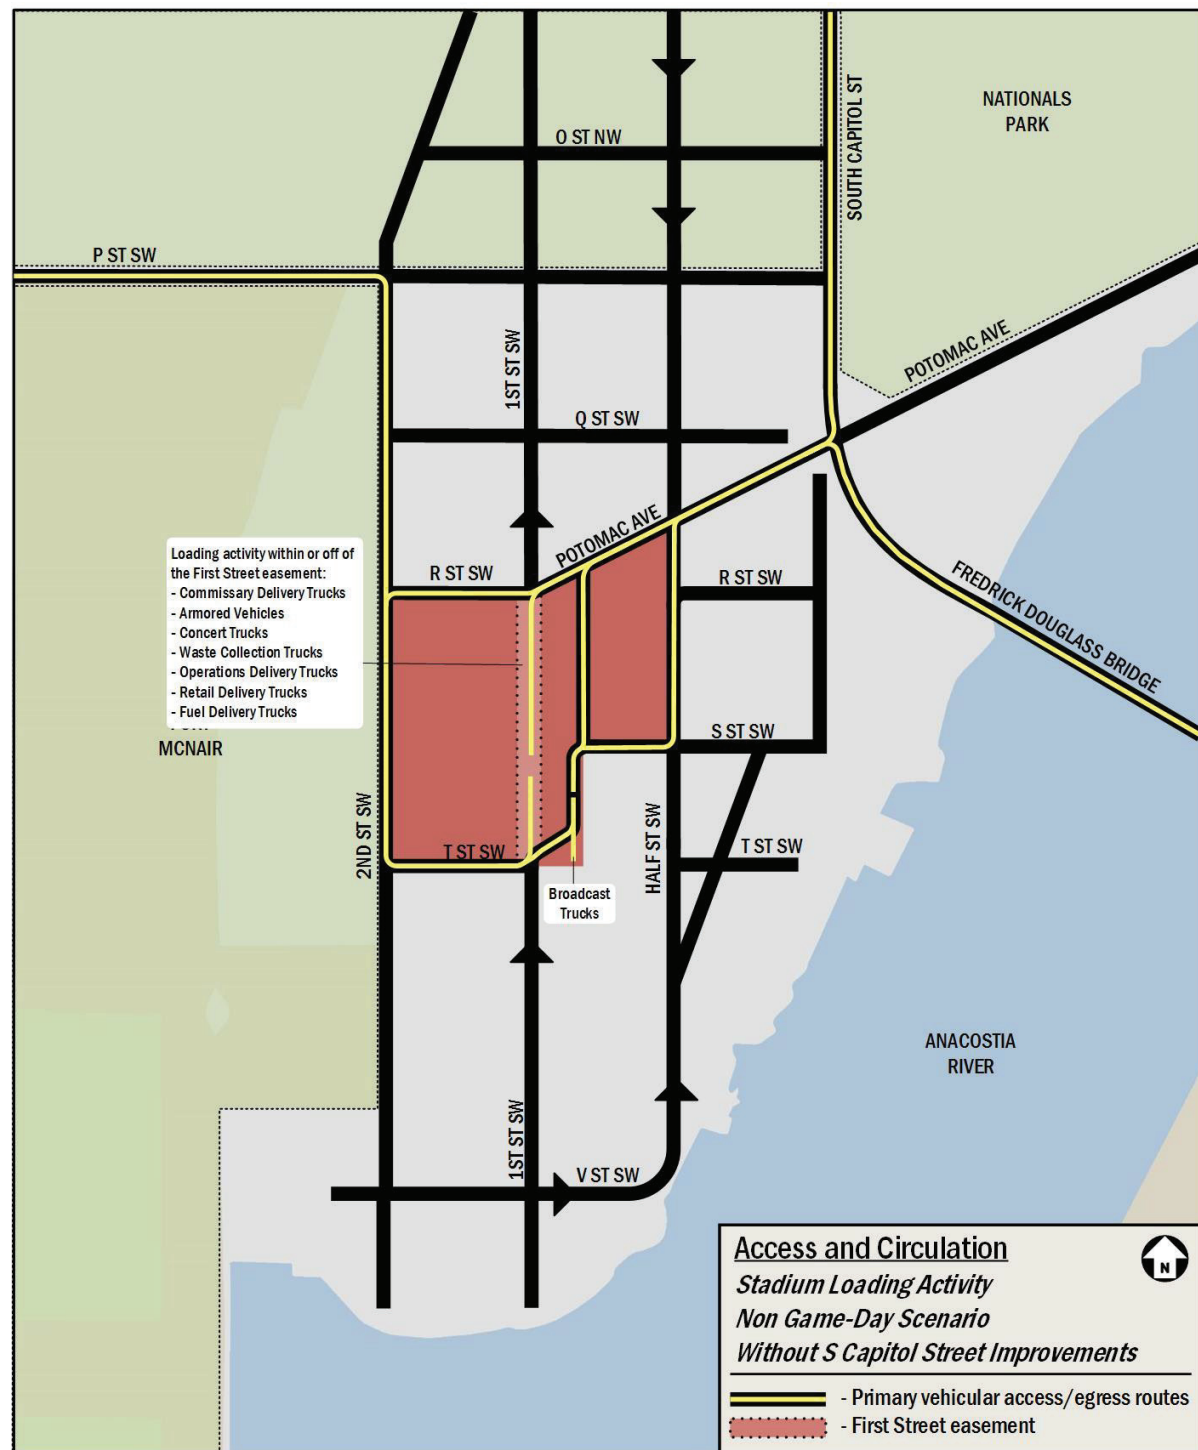 NATIONALS
PARK
SOUTH CAPITOL ST
O ST NW
P ST SW
1ST ST SW
POTOMAC AVE
Q ST SW
POTOMAC AVE
Loading activity within or off of
the First Street easement:
- Commissary Delivery Trucks
- Armored Vehicles
- Concert Trucks
- Waste Collection Trucks
- Operations Delivery Trucks
- Retail Delivery Trucks
- Fuel Delivery Trucks
MCNAIR
R ST SW
R ST SW
FREDRICK DOUGLASS BRIDGE
S ST SW
2ND ST SW
T ST SW
HALF ST SW
T ST SW
Broadcast
Trucks
ANACOSTIA
RIVER
1ST ST SW
V ST SW
Access and Circulation
N
Stadium Loading Activity
Non Game-Day Scenario
Without S Capitol Street Improvements
- Primary vehicular access/egress routes
- First Street easement